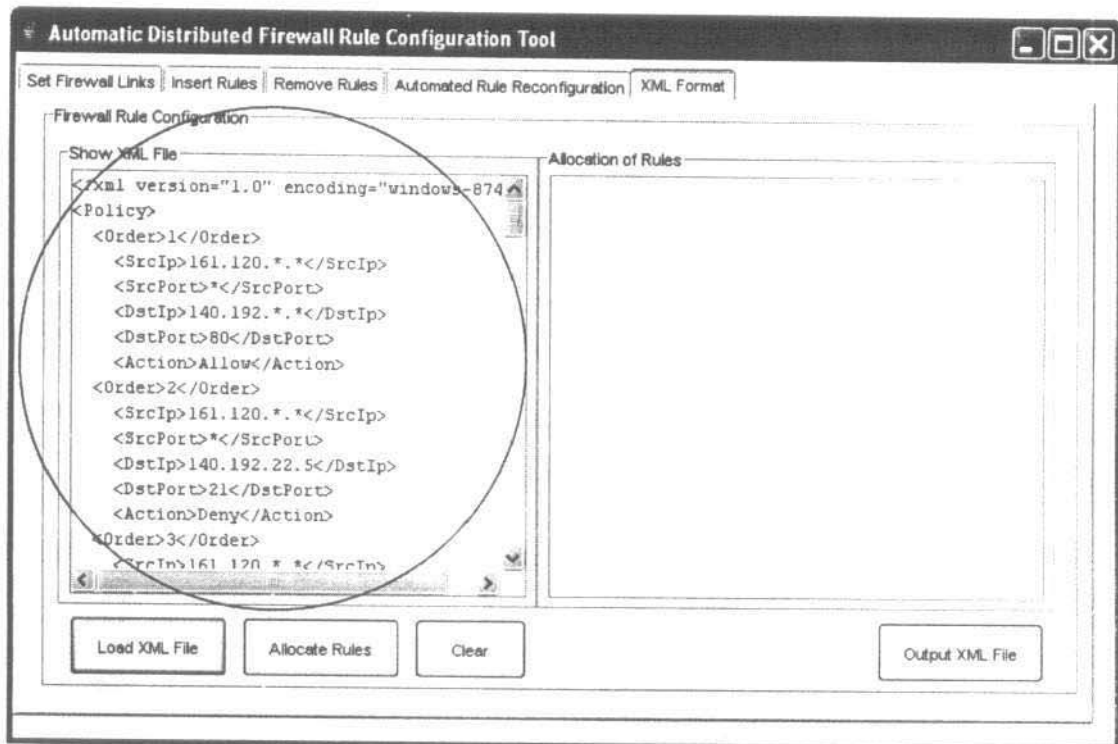 Automatic Distributed Firewall Rule Configuration Tool
Set Firewall Links Insert Rules Remove Rules Automated Rule Reconfiguration XML Format
Firewall Rule Configuration
Show XML File
Allocation of Rules
<?xml version="1.0" encoding="windows-874
<Policy>
<Order>1</Order>
<SrcIp>161.120.*.*</SrcIp>
<SrcPort>*</SrcPort>
<DstIp>140.192.*.*</DstIp>
<DstPort>80</DstPort>
<Action>Allow</Action>
<Order>2</Order>
<SrcIp>161.120.*.*</SrcIp>
<SrcPort>*</SrcPort>
<DstIp>140.192.22.5</DstIp>
<DstPort>21</DstPort>
<Action>Deny</Action>
<Order>3</Order>
<SrcIp>161.120.*.*</SrcIp>
Load XML File Allocate Rules Clear Output XML File